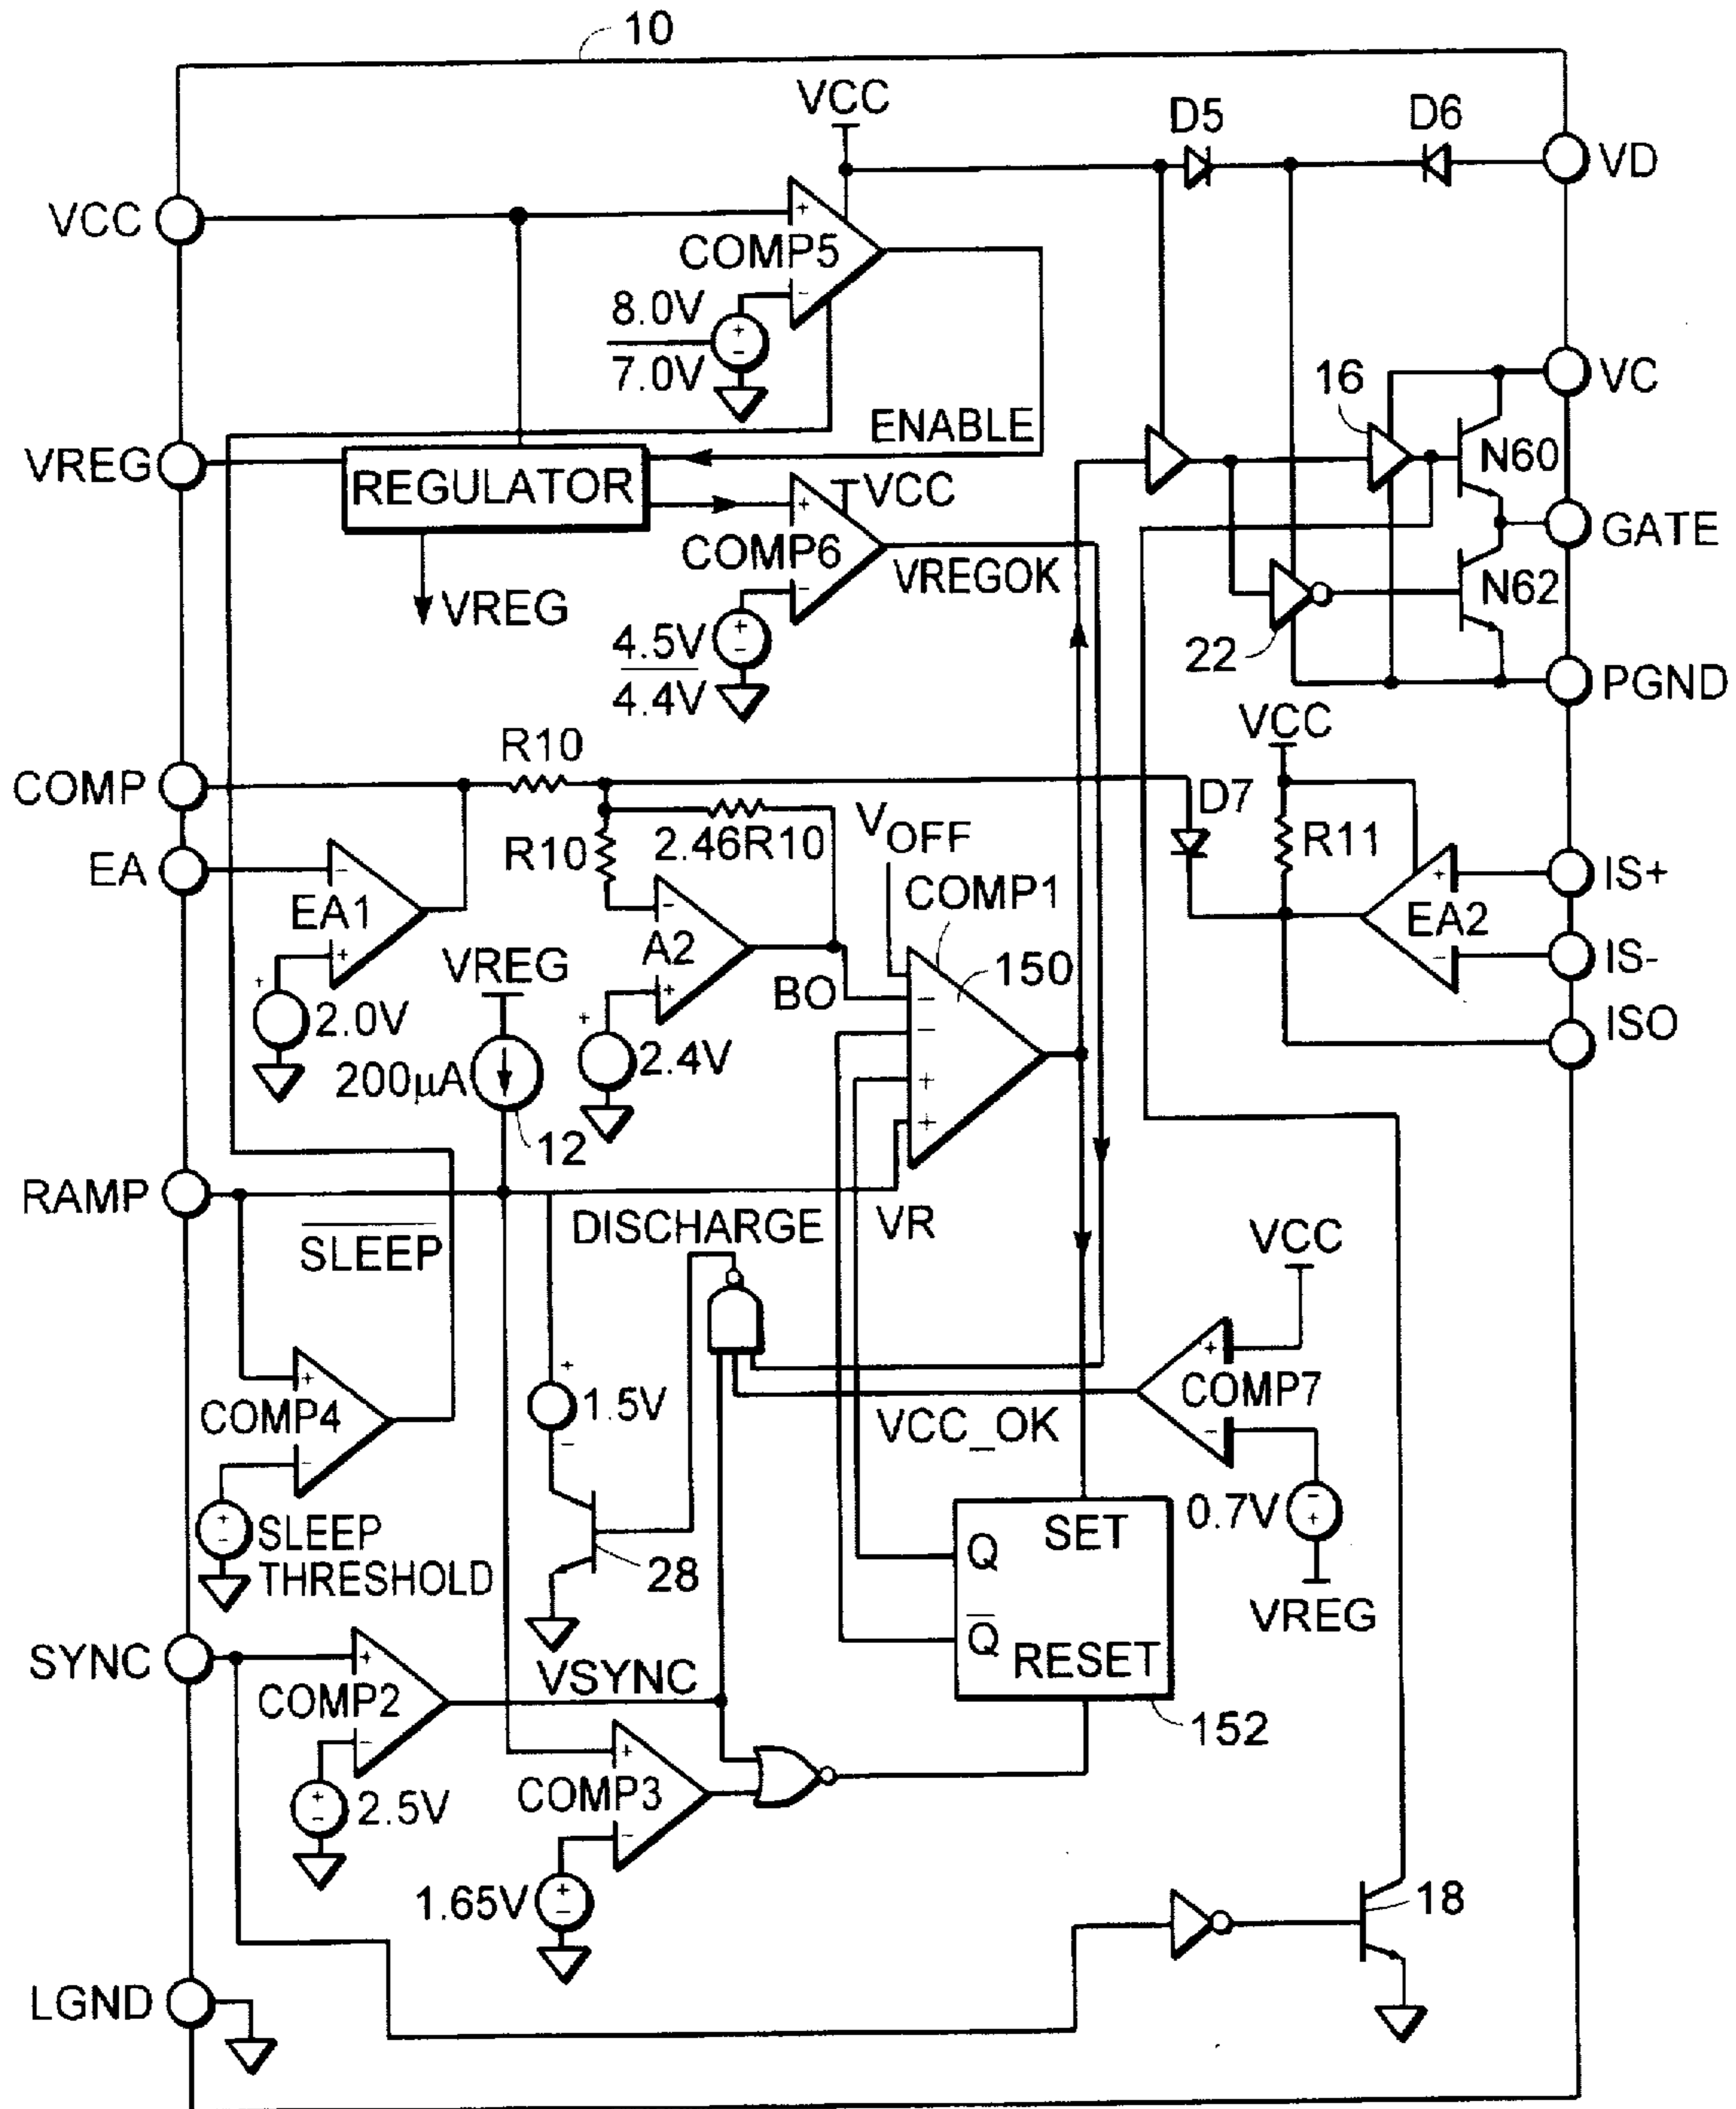 10
VCC
D5
D6
VD
VCC
+
COMP5
-
8.0V
7.0V
+
-
VC
16
ENABLE
VREG
REGULATOR
N60
+
VCC
COMP6
-
VREGOK
GATE
VREG
N62
4.5V
4.4V
+
-
22
PGND
VCC
R10
COMP
D7
VOFF
R10
2.46R10
R11
EA
-
EA1
+
COMP1
+
EA2
-
IS+
-
A2
+
VREG
150
IS-
BO
+
2.0V
+
2.4V
-
-
+
+
ISO
200µA
12
RAMP
SLEEP
DISCHARGE
VR
VCC
+
COMP4
-
+
1.5V
-
+
COMP7
-
VCC_OK
+
-
SLEEP
THRESHOLD
28
SET
Q
Q
RESET
0.7V
-
+
VREG
SYNC
+
COMP2
-
VSYNC
152
+
COMP3
-
+
-
2.5V
1.65V
+
-
18
LGND